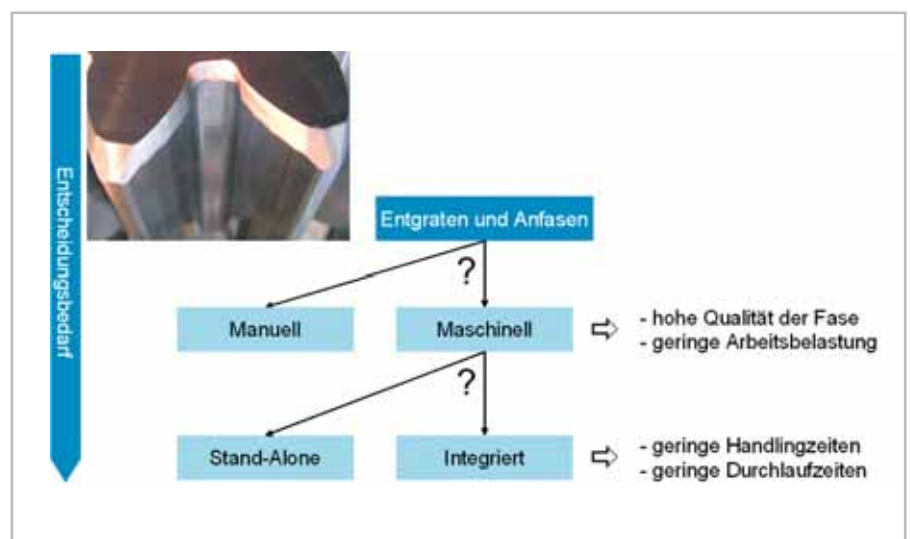 Entscheidungsbedarf
Entgraten und Anfasen
?
Manuell
Maschinell
- hohe Qualität der Fase
- geringe Arbeitsbelastung
?
Stand-Alone
Integriert
- geringe Handlingzeiten
- geringe Durchlaufzeiten